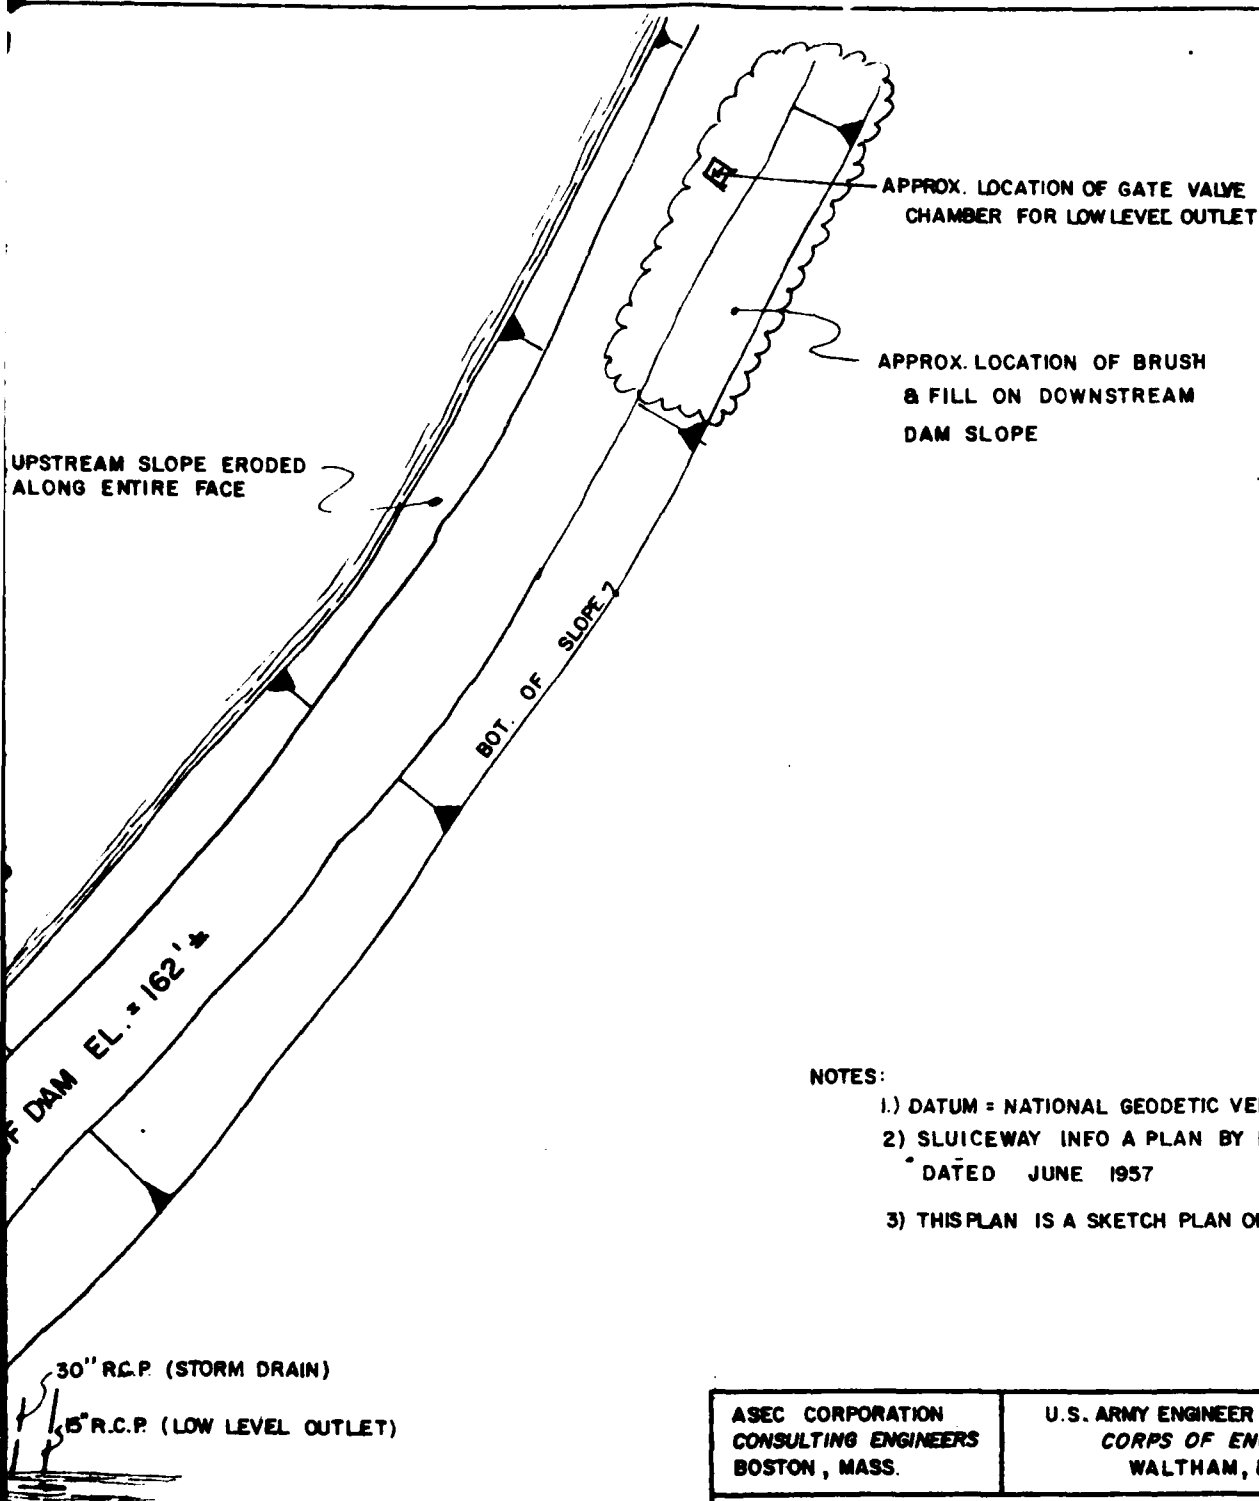 APPROX. LOCATION OF GATE VALVE
CHAMBER FOR LOW LEVEL OUTLET
APPROX. LOCATION OF BRUSH
& FILL ON DOWNSTREAM
DAM SLOPE
UPSTREAM SLOPE ERODED
ALONG ENTIRE FACE
BOT. OF SLOPE
DAM EL. = 162' ±
NOTES:
1.) DATUM = NATIONAL GEODETIC
2) SLUICEWAY INFO A PLAN BY
DATED JUNE 1957
3) THIS PLAN IS A SKETCH PLAN
30" R.C.P. (STORM DRAIN)
15" R.C.P. (LOW LEVEL OUTLET)
ASEC CORPORATION
CONSULTING ENGINEERS
BOSTON, MASS.
U.S. ARMY ENGINEER
CORPS OF
WALTHAM,